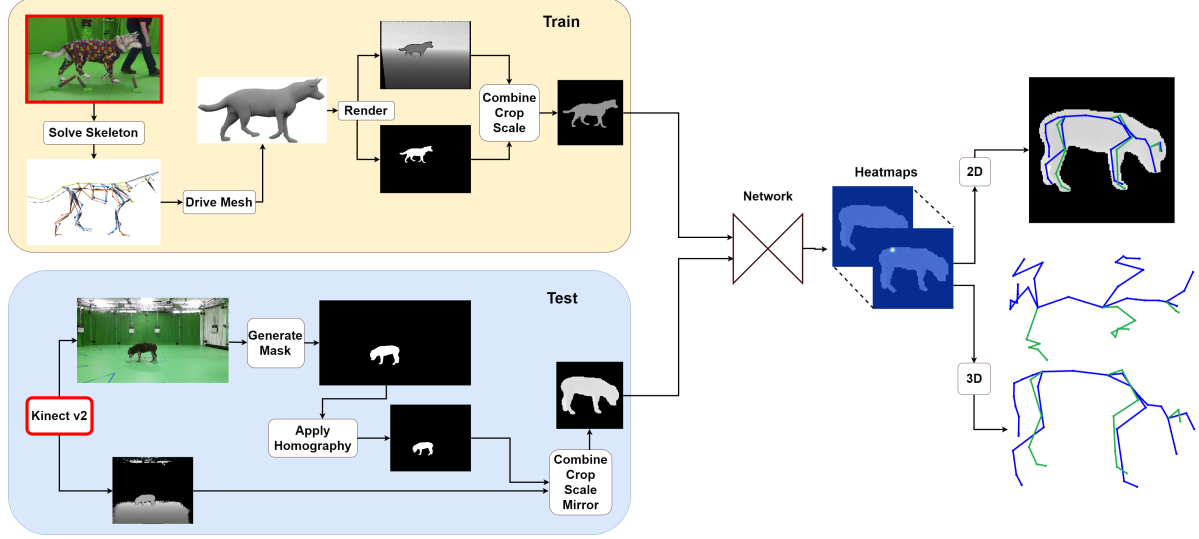 Train
Solve Skeleton
Drive Mesh
Render
Combine
Crop
Scale
Test
Kinect v2
Generate
Mask
Apply
Homography
Combine
Crop
Scale
Mirror
Network
Heatmaps
2D
3D